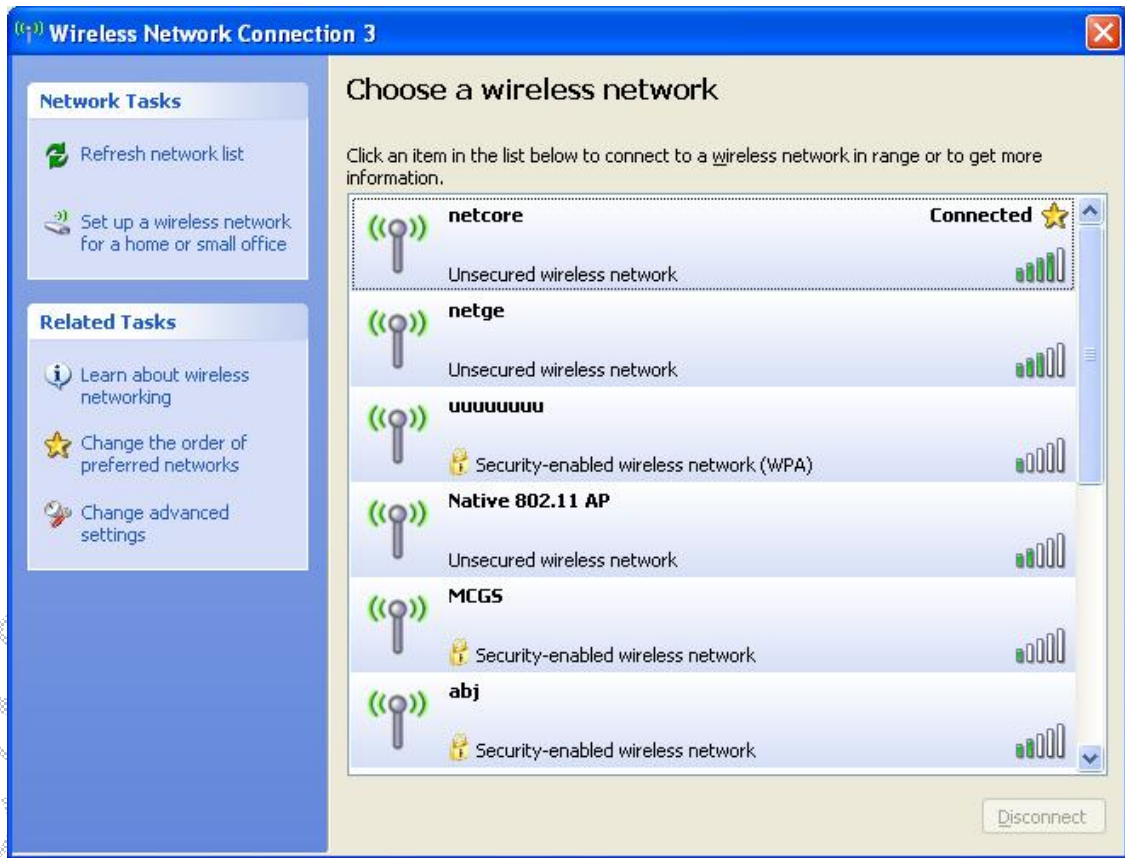 Wireless Network Connection 3
Network Tasks
Refresh network list
Set up a wireless network
for a home or small office
Related Tasks
Learn about wireless
networking
Change the order of
preferred networks
Change advanced
settings
Choose a wireless network
Click an item in the list below to connect to a wireless network in range or to get more
information.
netcore Connected
Unsecured wireless network
netge
Unsecured wireless network
uuuuuuuu
Security-enabled wireless network (WPA)
Native 802.11 AP
Unsecured wireless network
MCGS
Security-enabled wireless network
abj
Security-enabled wireless network
Disconnect